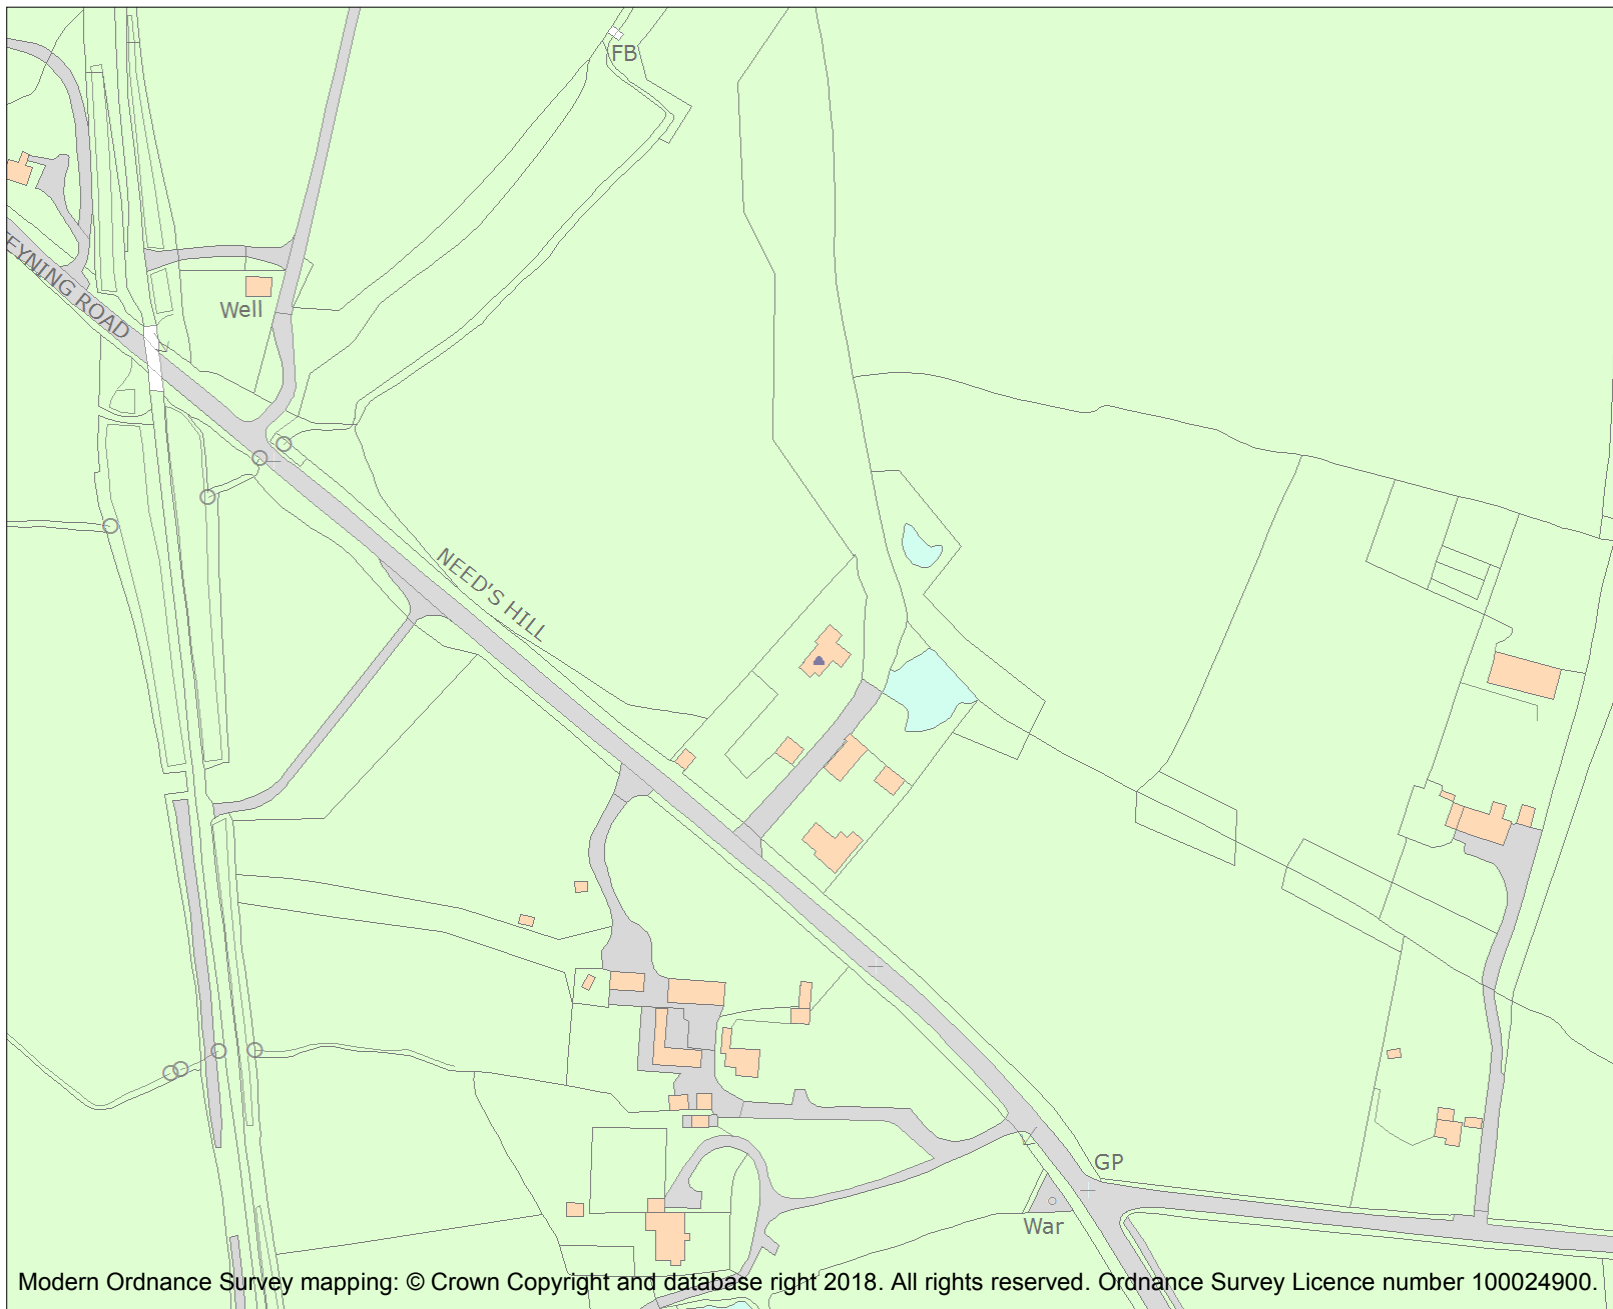 FB
EYNING ROAD
Well
NEED'S HILL
GP
War
Modern Ordnance Survey mapping: © Crown Copyright and database right 2018. All rights reserved. Ordnance Survey Licence number 100024900.